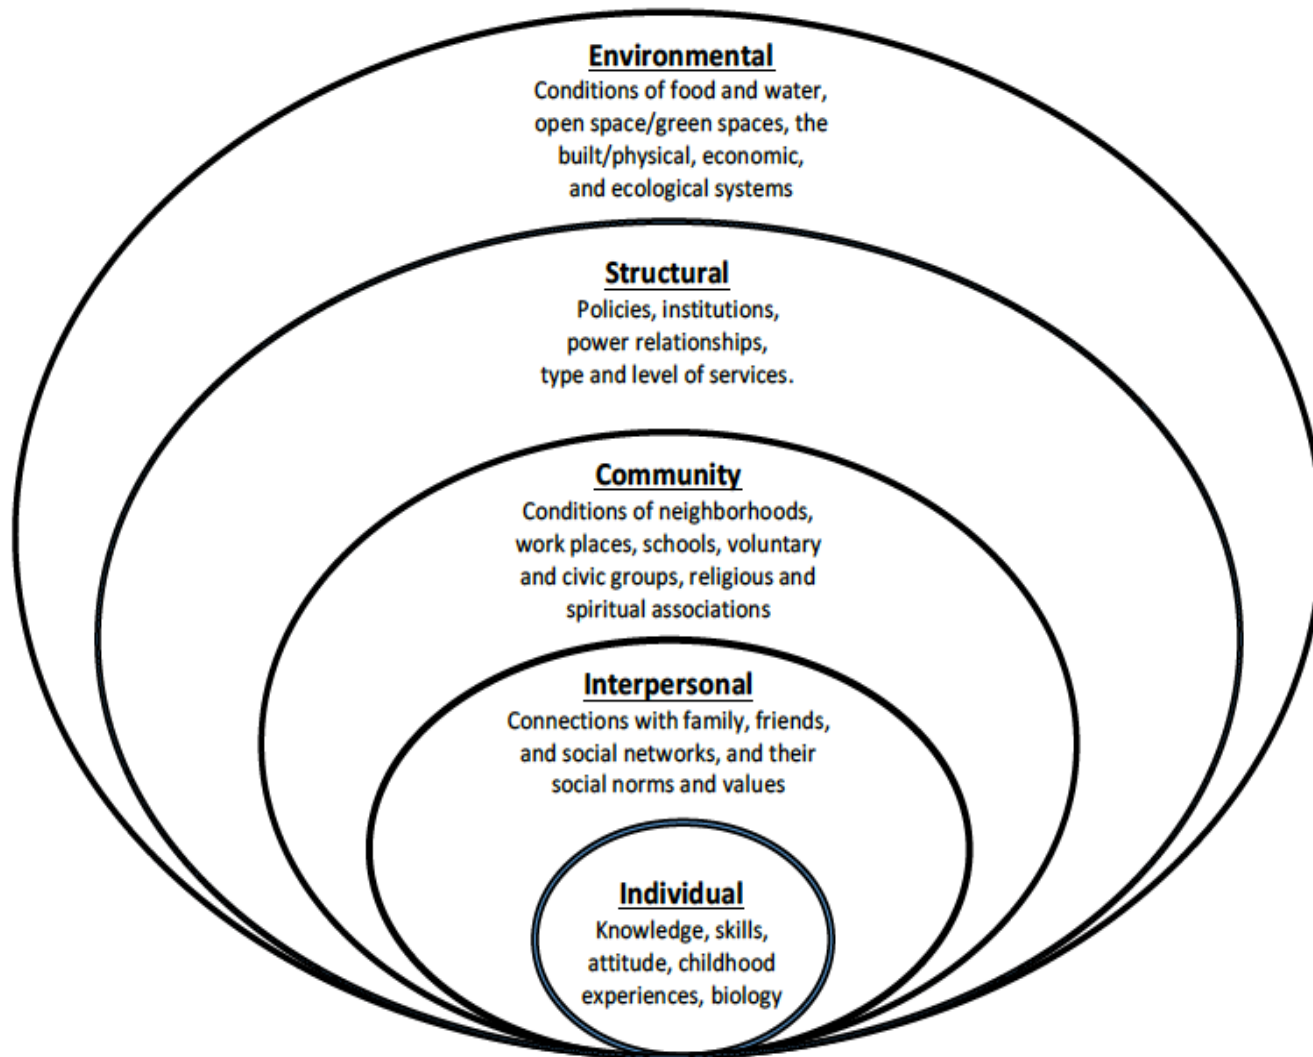 Environmental
Conditions of food and water,
open space/green spaces, the
built/physical, economic,
and ecological systems
Structural
Policies, institutions,
power relationships,
type and level of services.
Community
Conditions of neighborhoods,
work places, schools, voluntary
and civic groups, religious and
spiritual associations
Interpersonal
Connections with family, friends,
and social networks, and their
social norms and values
Individual
Knowledge, skills,
attitude, childhood
experiences, biology